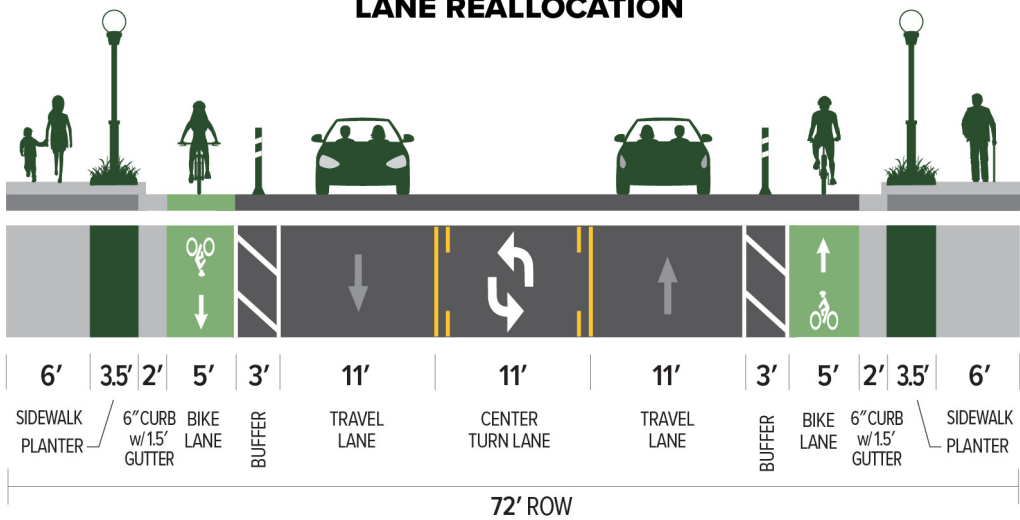 LANE REALLOCATION
6′ 3.5′ 2′ 5′ 3′ 11′ 11′ 11′ 3′ 5′ 2′ 3.5′ 6′
SIDEWALK
PLANTER
6″ CURB
w/ 1.5′
GUTTER
BIKE
LANE
BUFFER
TRAVEL
LANE
CENTER
TURN LANE
TRAVEL
LANE
BUFFER
BIKE
LANE
6″ CURB
w/ 1.5′
GUTTER
SIDEWALK
PLANTER
72′ ROW